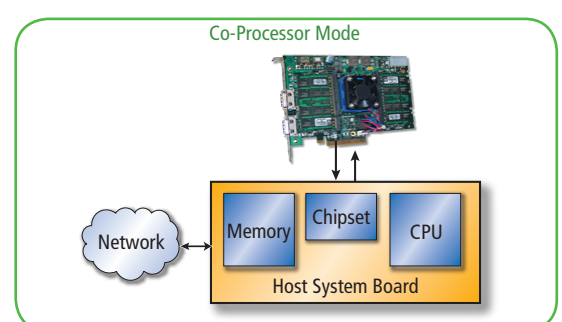 Co-Processor Mode
Network
Memory
Chipset
CPU
Host System Board